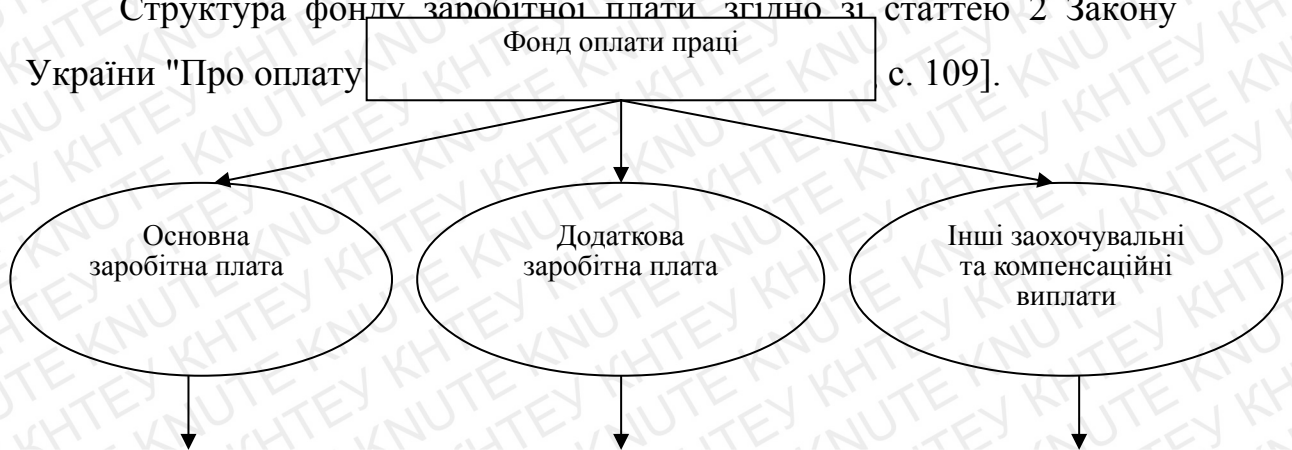 Структура фонду заробітної плати згідно зі статтею 2 Закону
Фонд оплати праці
України "Про оплату с. 109].
Основна
заробітна плата
Додаткова
заробітна плата
Інші заохочувальні
та компенсаційні
виплати